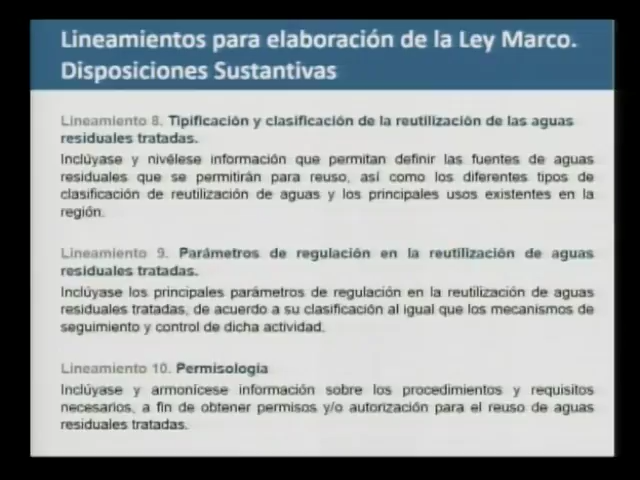 Lineamientos para elaboración de la Ley Marco.
Disposiciones Sustantivas
Lineamiento 8. Tipificación y clasificación de la reutilización de las aguas
residuales tratadas.
Inclúyase y nivélese información que permitan definir las fuentes de aguas
residuales que se permitirán para reuso, así como los diferentes tipos de
clasificación de reutilización de aguas y los principales usos existentes en la
región.
Lineamiento 9. Parámetros de regulación en la reutilización de aguas
residuales tratadas.
Inclúyase los principales parámetros de regulación en la reutilización de aguas
residuales tratadas, de acuerdo a su clasificación al igual que los mecanismos de
seguimiento y control de dicha actividad.
Lineamiento 10. Permisología
Inclúyase y armonícese información sobre los procedimientos y requisitos
necesarios, a fin de obtener permisos y/o autorización para el reuso de aguas
residuales tratadas.